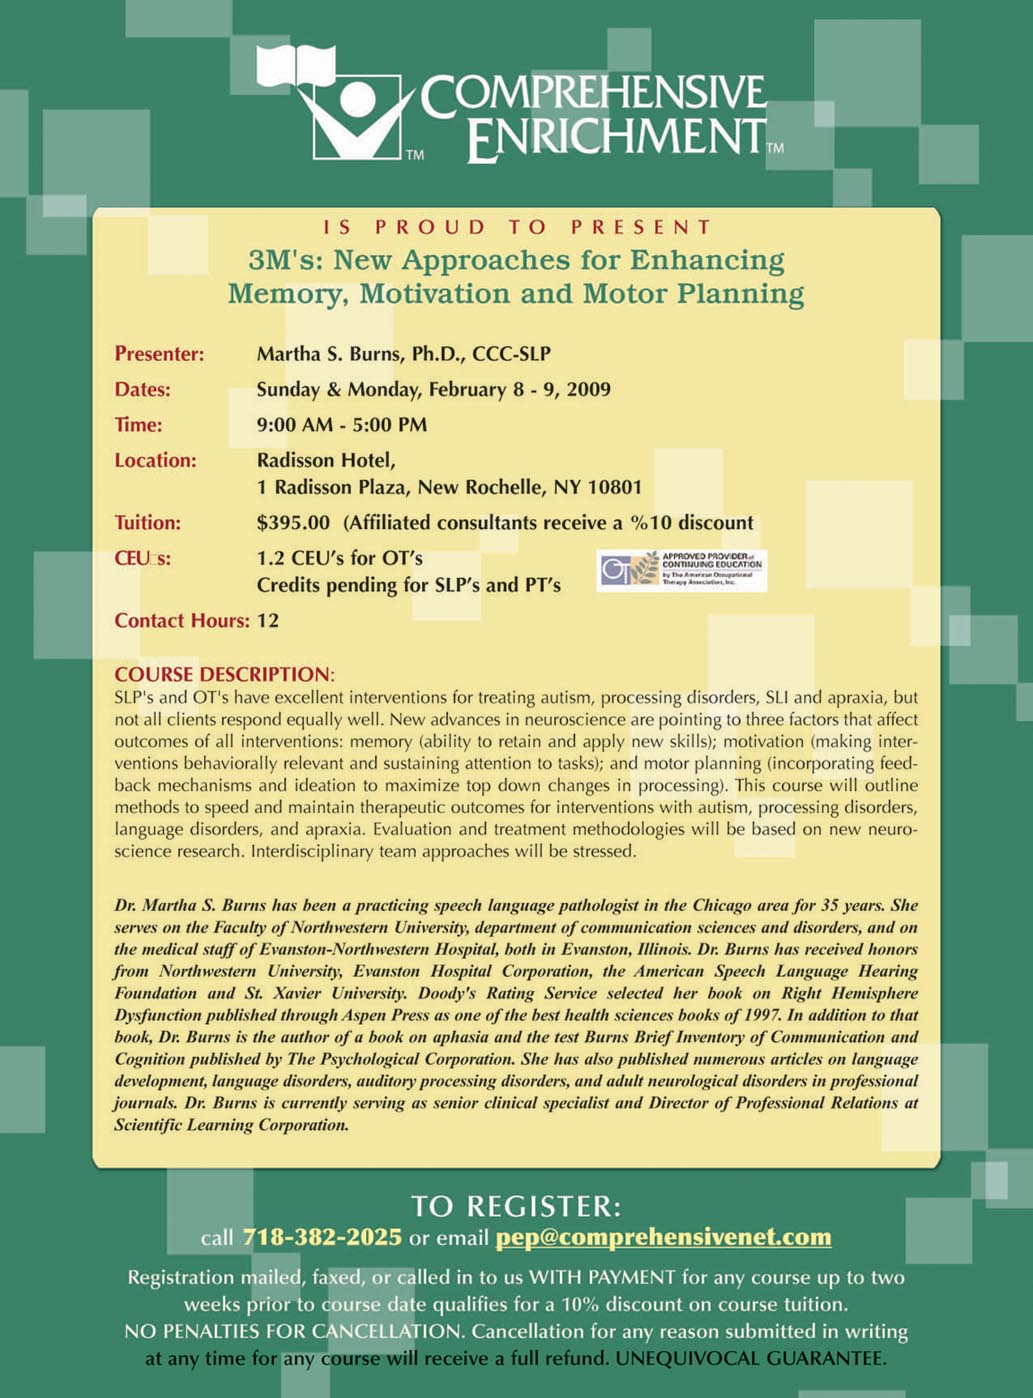 COMPREHENSIVE
ENRICHMENT™
™
IS PROUD TO PRESENT
3M's: New Approaches for Enhancing
Memory, Motivation and Motor Planning
Presenter: Martha S. Burns, Ph.D., CCC-SLP
Dates: Sunday & Monday, February 8 - 9, 2009
Time: 9:00 AM - 5:00 PM
Location: Radisson Hotel,
1 Radisson Plaza, New Rochelle, NY 10801
Tuition: $395.00 (Affiliated consultants receive a %10 discount
CEU□s: 1.2 CEU’s for OT’s
Credits pending for SLP’s and PT’s
OT
APPROVED PROVIDER of
CONTINUING EDUCATION
by The American Occupational
Therapy Association, Inc.
Contact Hours: 12
COURSE DESCRIPTION:
SLP's and OT's have excellent interventions for treating autism, processing disorders, SLI and apraxia, but
not all clients respond equally well. New advances in neuroscience are pointing to three factors that affect
outcomes of all interventions: memory (ability to retain and apply new skills); motivation (making inter-
ventions behaviorally relevant and sustaining attention to tasks); and motor planning (incorporating feed-
back mechanisms and ideation to maximize top down changes in processing). This course will outline
methods to speed and maintain therapeutic outcomes for interventions with autism, processing disorders,
language disorders, and apraxia. Evaluation and treatment methodologies will be based on new neuro-
science research. Interdisciplinary team approaches will be stressed.
Dr. Martha S. Burns has been a practicing speech language pathologist in the Chicago area for 35 years. She
serves on the Faculty of Northwestern University, department of communication sciences and disorders, and on
the medical staff of Evanston-Northwestern Hospital, both in Evanston, Illinois. Dr. Burns has received honors
from Northwestern University, Evanston Hospital Corporation, the American Speech Language Hearing
Foundation and St. Xavier University. Doody's Rating Service selected her book on Right Hemisphere
Dysfunction published through Aspen Press as one of the best health sciences books of 1997. In addition to that
book, Dr. Burns is the author of a book on aphasia and the test Burns Brief Inventory of Communication and
Cognition published by The Psychological Corporation. She has also published numerous articles on language
development, language disorders, auditory processing disorders, and adult neurological disorders in professional
journals. Dr. Burns is currently serving as senior clinical specialist and Director of Professional Relations at
Scientific Learning Corporation.
TO REGISTER:
call 718-382-2025 or email pep@comprehensivenet.com
Registration mailed, faxed, or called in to us WITH PAYMENT for any course up to two
weeks prior to course date qualifies for a 10% discount on course tuition.
NO PENALTIES FOR CANCELLATION. Cancellation for any reason submitted in writing
at any time for any course will receive a full refund. UNEQUIVOCAL GUARANTEE.